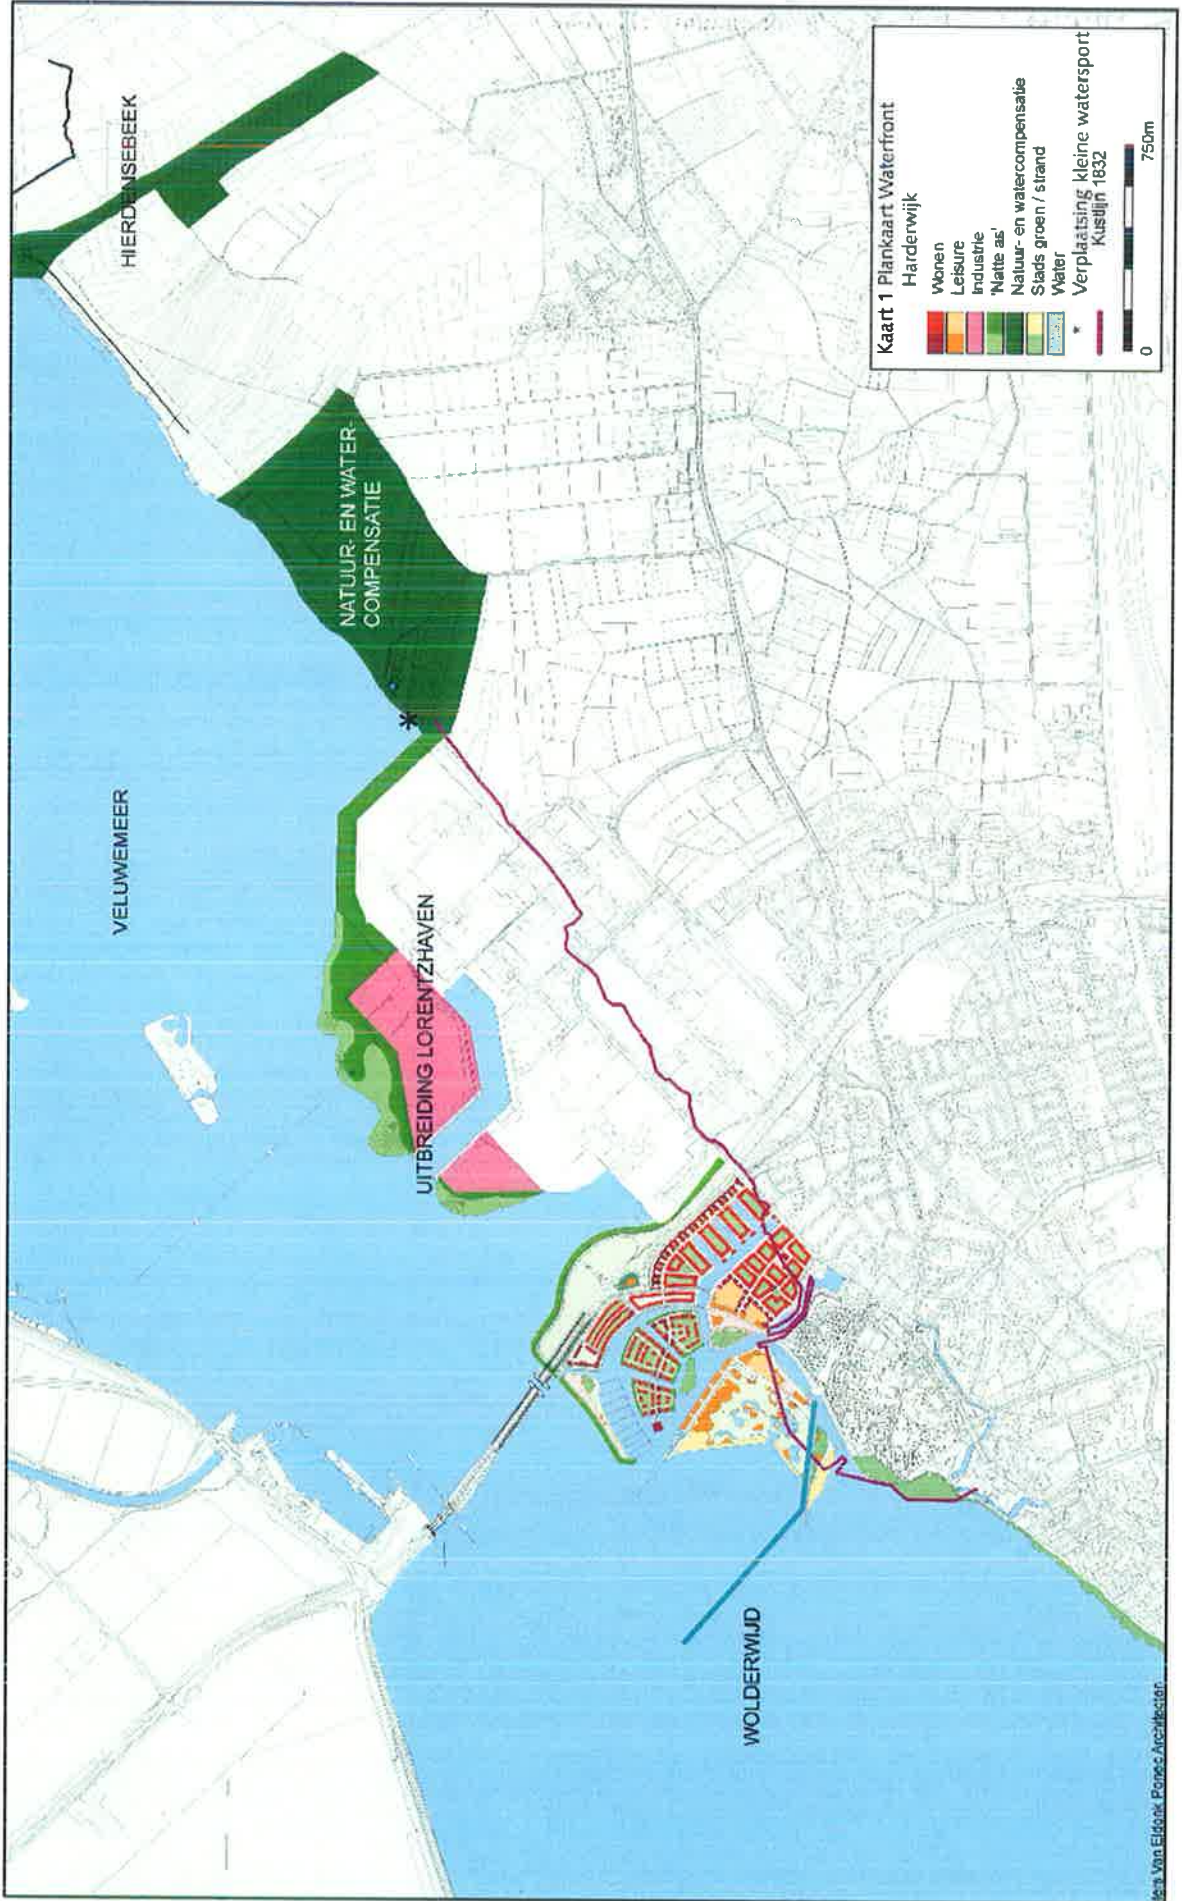 HIERDENSEBEEK
VELUWEMEER
NATUUR- EN WATER-
COMPENSATIE
*
UITBREIDING LORENTZHAVEN
WOLDERWIJD
Kaart 1 Plankaart Waterfront
Harderwijk
Wonen
Leisure
Industrie
'Natte as'
Natuur- en watercompensatie
Stads groen / strand
Water
* Verplaatsing kleine watersport
Kustlijn 1832
0 750m
Van Eldonk Ponec Architecten